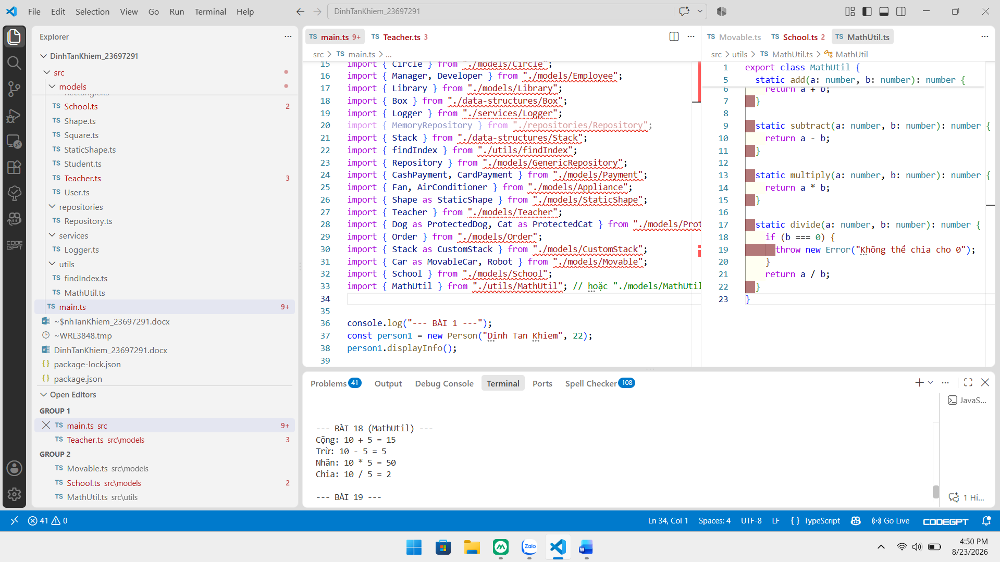 File Edit Selection View Go Run Terminal Help
DinhTanKhiem_23697291
Explorer
DinhTanKhiem_23697291
src
models
Rectangle.ts
School.ts 2
Shape.ts
Square.ts
StaticShape.ts
Student.ts
Teacher.ts 3
User.ts
repositories
Repository.ts
services
Logger.ts
utils
findIndex.ts
MathUtil.ts
main.ts 9+
~$nhTanKhiem_23697291.docx
~WRL3848.tmp
DinhTanKhiem_23697291.docx
package-lock.json
package.json
Open Editors
GROUP 1
main.ts src 9+
Teacher.ts src\models 3
GROUP 2
Movable.ts src\models
School.ts src\models 2
MathUtil.ts src\utils
CODE GPT
TS main.ts 9+ TS Teacher.ts 3
src > TS main.ts > ...
15 import { Circle } from "./models/Circle";
16 import { Manager, Developer } from "./models/Employee";
17 import { Library } from "./models/Library";
18 import { Box } from "./data-structures/Box";
19 import { Logger } from "./services/Logger";
20 import { MemoryRepository } from "./repositories/Repository";
21 import { Stack } from "./data-structures/Stack";
22 import { findIndex } from "./utils/findIndex";
23 import { Repository } from "./models/GenericRepository";
24 import { CashPayment, CardPayment } from "./models/Payment";
25 import { Fan, AirConditioner } from "./models/Appliance";
26 import { Shape as StaticShape } from "./models/StaticShape";
27 import { Teacher } from "./models/Teacher";
28 import { Dog as ProtectedDog, Cat as ProtectedCat } from "./models/Prot
29 import { Order } from "./models/Order";
30 import { Stack as CustomStack } from "./models/CustomStack";
31 import { Car as MovableCar, Robot } from "./models/Movable";
32 import { School } from "./models/School";
33 import { MathUtil } from "./utils/MathUtil"; // hoặc "./models/MathUtil
34
35
36 console.log("--- BÀI 1 ---");
37 const person1 = new Person("Dinh Tan Khiem", 22);
38 person1.displayInfo();
39
TS Movable.ts TS School.ts 2 TS MathUtil.ts
src > utils > TS MathUtil.ts > MathUtil
1 export class MathUtil {
5 static add(a: number, b: number): number {
6 return a + b;
7 }
8
9 static subtract(a: number, b: number): number {
10 return a - b;
11 }
12
13 static multiply(a: number, b: number): number {
14 return a * b;
15 }
16
17 static divide(a: number, b: number): number {
18 if (b === 0) {
19 throw new Error("Không thể chia cho 0");
20 }
21 return a / b;
22 }
23 }
Problems 41 Output Debug Console Terminal Ports Spell Checker 108
JavaS...
--- BÀI 18 (MathUtil) ---
Cộng: 10 + 5 = 15
Trừ: 10 - 5 = 5
Nhân: 10 * 5 = 50
Chia: 10 / 5 = 2
--- BÀI 19 ---
1 Hi...
41 0 Ln 34, Col 1 Spaces: 4 UTF-8 LF { } TypeScript Go Live CODEGPT
Zalo
W
4:50 PM
8/23/2026